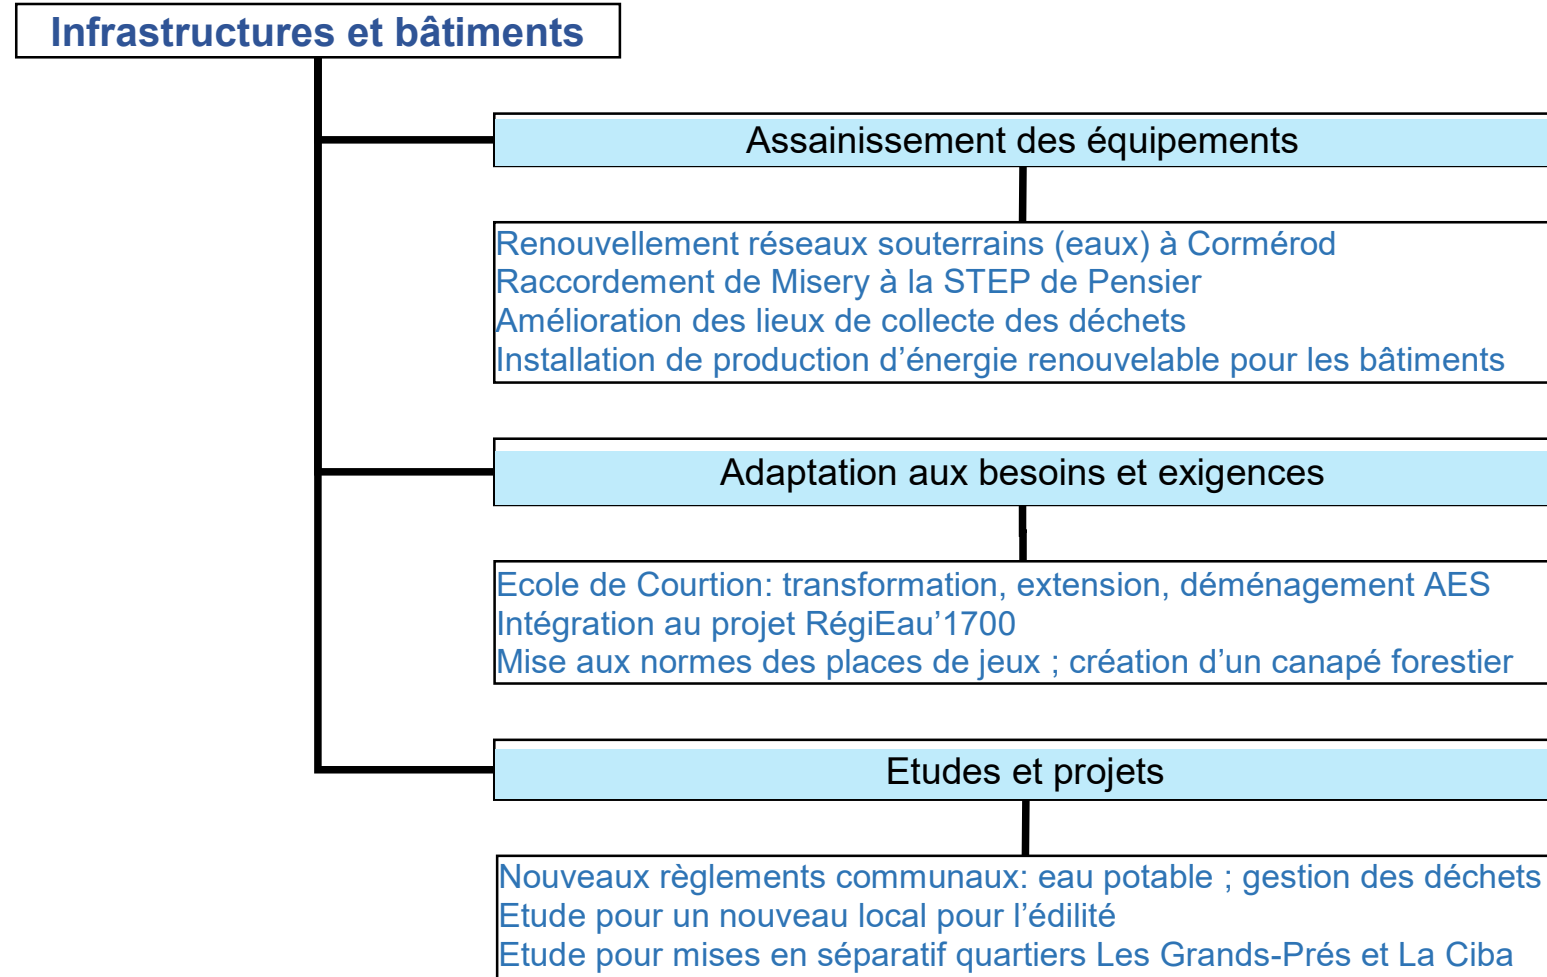 Infrastructures et bâtiments
Assainissement des équipements
Renouvellement réseaux souterrains (eaux) à Cormérod
Raccordement de Misery à la STEP de Pensier
Amélioration des lieux de collecte des déchets
Installation de production d’énergie renouvelable pour les bâtiments
Adaptation aux besoins et exigences
Ecole de Courtion: transformation, extension, déménagement AES
Intégration au projet RégiEau’1700
Mise aux normes des places de jeux ; création d’un canapé forestier
Etudes et projets
Nouveaux règlements communaux: eau potable ; gestion des déchets
Etude pour un nouveau local pour l’édilité
Etude pour mises en séparatif quartiers Les Grands-Prés et La Ciba